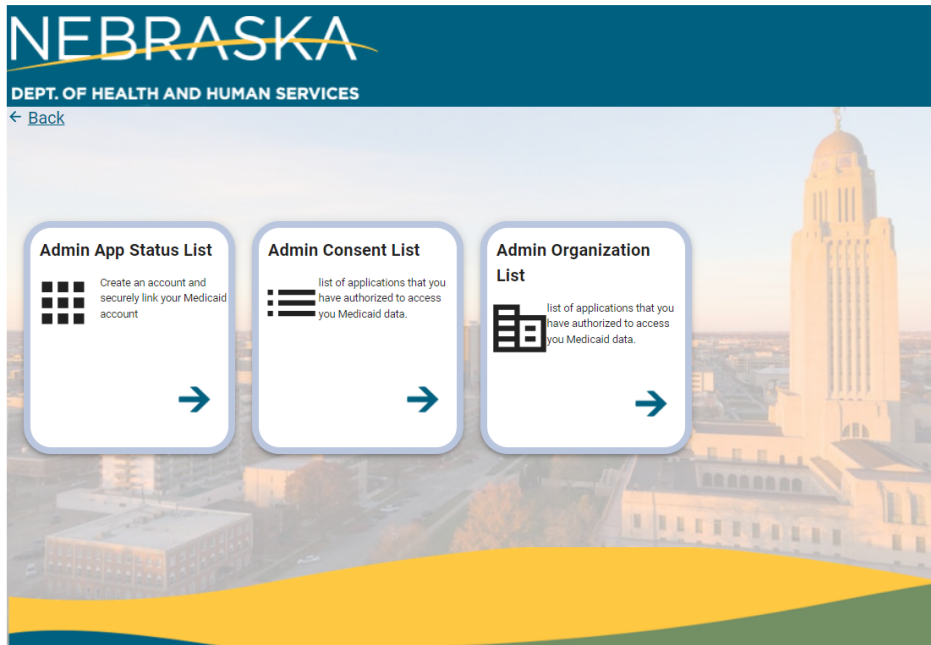 NEBRASKA
DEPT. OF HEALTH AND HUMAN SERVICES
← Back
Admin App Status List
Create an account and
securely link your Medicaid
account
Admin Consent List
list of applications that you
have authorized to access
you Medicaid data.
Admin Organization
List
list of applications that you
have authorized to access
you Medicaid data.